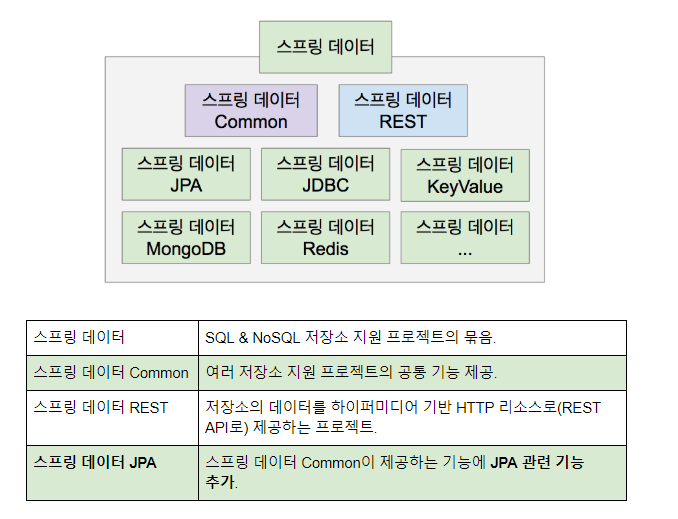 스프링 데이터
스프링 데이터
Common
스프링 데이터
REST
스프링 데이터
JPA
스프링 데이터
JDBC
스프링 데이터
KeyValue
스프링 데이터
MongoDB
스프링 데이터
Redis
스프링 데이터
...
스프링 데이터
SQL & NoSQL 저장소 지원 프로젝트의 묶음.
스프링 데이터 Common
여러 저장소 지원 프로젝트의 공통 기능 제공.
스프링 데이터 REST
저장소의 데이터를 하이퍼미디어 기반 HTTP 리소스로(REST
API로) 제공하는 프로젝트.
스프링 데이터 JPA
스프링 데이터 Common이 제공하는 기능에 JPA 관련 기능
추가.